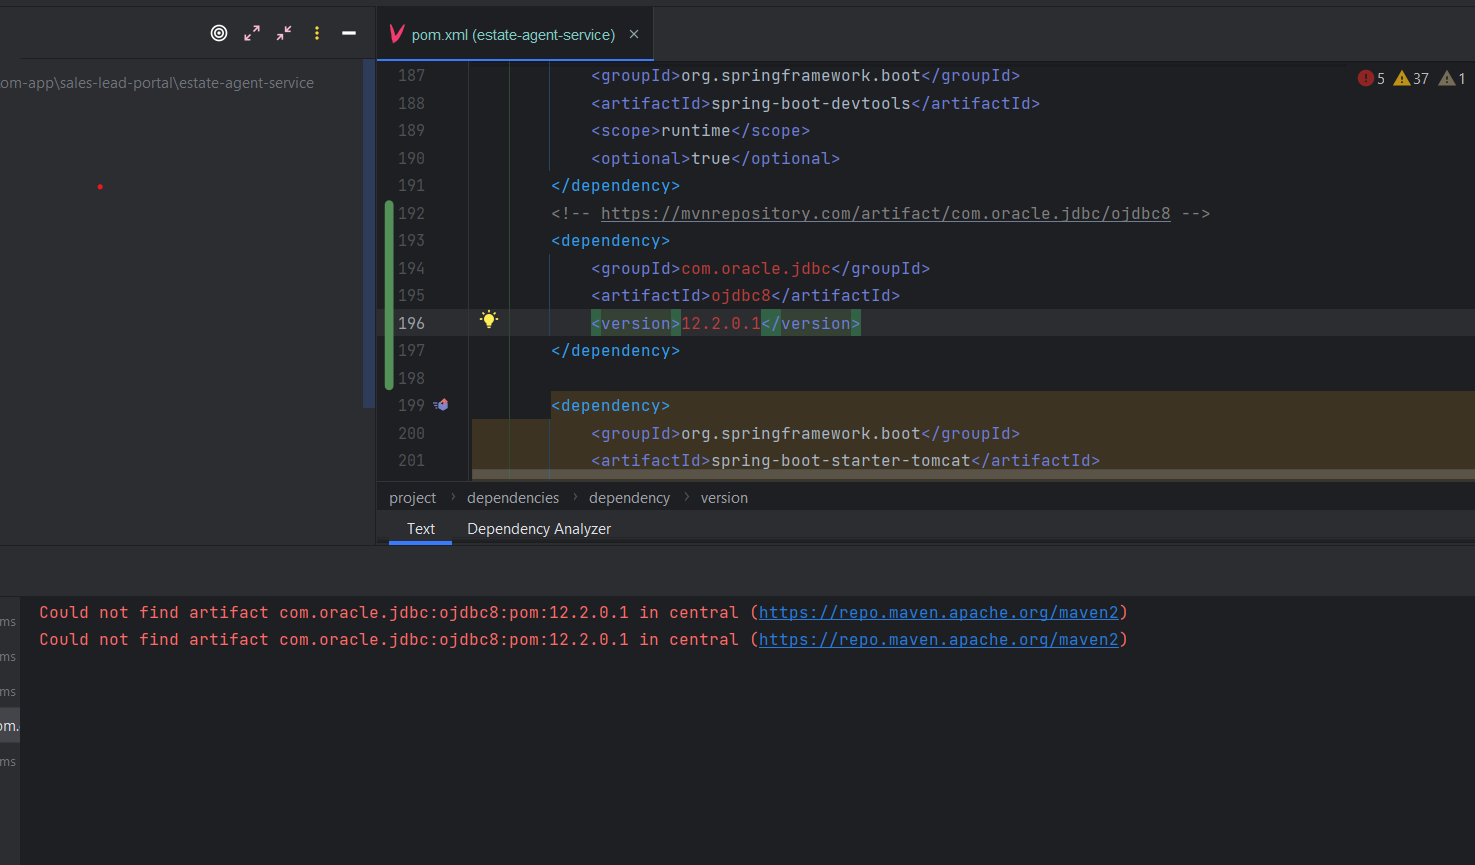 pom.xml (estate-agent-service)
om-app\sales-lead-portal\estate-agent-service
5 37 1
187 <groupId>org.springframework.boot</groupId>
188 <artifactId>spring-boot-devtools</artifactId>
189 <scope>runtime</scope>
190 <optional>true</optional>
191 </dependency>
192 <!-- https://mvnrepository.com/artifact/com.oracle.jdbc/ojdbc8 -->
193 <dependency>
194 <groupId>com.oracle.jdbc</groupId>
195 <artifactId>ojdbc8</artifactId>
196 <version>12.2.0.1</version>
197 </dependency>
198
199 <dependency>
200 <groupId>org.springframework.boot</groupId>
201 <artifactId>spring-boot-starter-tomcat</artifactId>
project › dependencies › dependency › version
Text Dependency Analyzer
Could not find artifact com.oracle.jdbc:ojdbc8:pom:12.2.0.1 in central (https://repo.maven.apache.org/maven2)
Could not find artifact com.oracle.jdbc:ojdbc8:pom:12.2.0.1 in central (https://repo.maven.apache.org/maven2)
ms
ms
ms
om.
ms